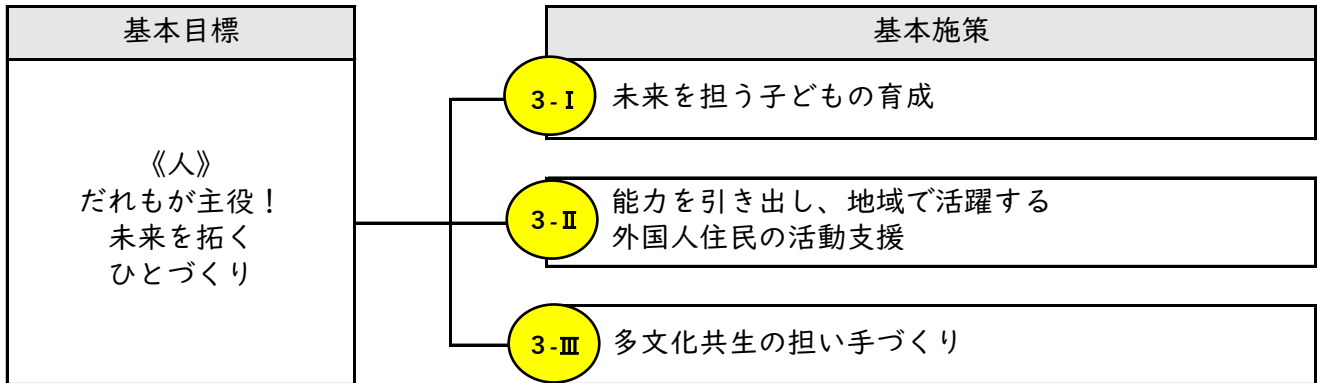 基本目標
基本施策
《人》
だれもが主役！
未来を拓く
ひとづくり
3-Ⅰ
未来を担う子どもの育成
3-Ⅱ
能力を引き出し、地域で活躍する
外国人住民の活動支援
3-Ⅲ
多文化共生の担い手づくり